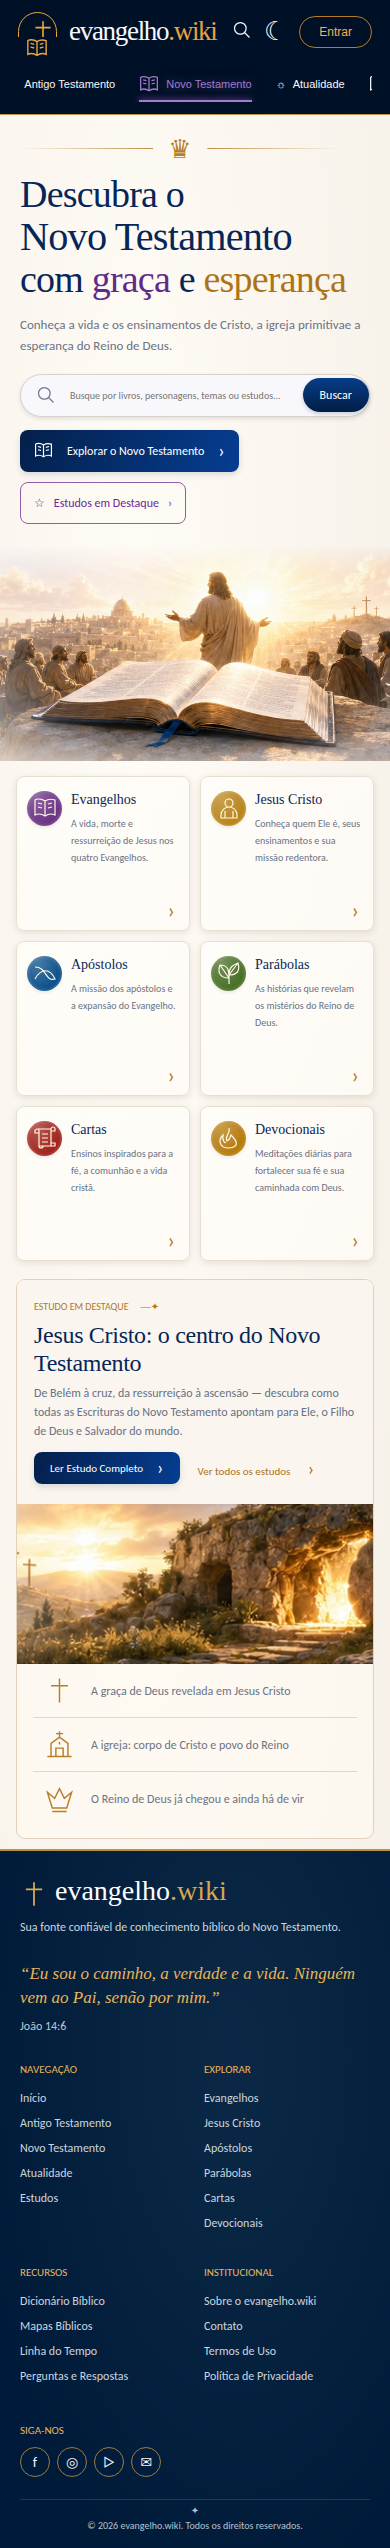 evangelho.wiki
Entrar
Antigo Testamento
Novo Testamento
Atualidade
Descubra o
Novo Testamento
com graça e esperança
Conheça a vida e os ensinamentos de Cristo, a igreja primitivae a
esperança do Reino de Deus.
Busque por livros, personagens, temas ou estudos...
Buscar
Explorar o Novo Testamento ›
☆ Estudos em Destaque ›
Evangelhos
A vida, morte e
ressurreição de Jesus nos
quatro Evangelhos.
›
Jesus Cristo
Conheça quem Ele é, seus
ensinamentos e sua
missão redentora.
›
Apóstolos
A missão dos apóstolos e
a expansão do Evangelho.
›
Parábolas
As histórias que revelam
os mistérios do Reino de
Deus.
›
Cartas
Ensinos inspirados para a
fé, a comunhão e a vida
cristã.
›
Devocionais
Meditações diárias para
fortalecer sua fé e sua
caminhada com Deus.
›
ESTUDO EM DESTAQUE —✦
Jesus Cristo: o centro do Novo
Testamento
De Belém à cruz, da ressurreição à ascensão — descubra como
todas as Escrituras do Novo Testamento apontam para Ele, o Filho
de Deus e Salvador do mundo.
Ler Estudo Completo ›
Ver todos os estudos ›
A graça de Deus revelada em Jesus Cristo
A igreja: corpo de Cristo e povo do Reino
O Reino de Deus já chegou e ainda há de vir
evangelho.wiki
Sua fonte confiável de conhecimento bíblico do Novo Testamento.
“Eu sou o caminho, a verdade e a vida. Ninguém
vem ao Pai, senão por mim.”
João 14:6
NAVEGAÇÃO
Início
Antigo Testamento
Novo Testamento
Atualidade
Estudos
EXPLORAR
Evangelhos
Jesus Cristo
Apóstolos
Parábolas
Cartas
Devocionais
RECURSOS
Dicionário Bíblico
Mapas Bíblicos
Linha do Tempo
Perguntas e Respostas
INSTITUCIONAL
Sobre o evangelho.wiki
Contato
Termos de Uso
Política de Privacidade
SIGA-NOS
f
✦
© 2026 evangelho.wiki. Todos os direitos reservados.